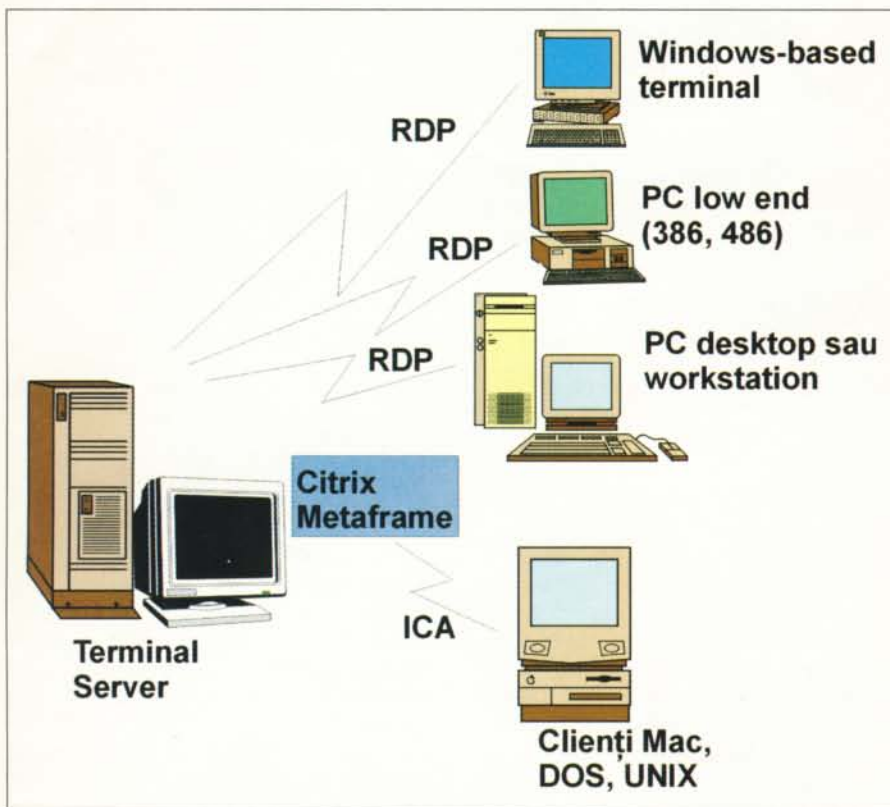 Windows-based
terminal
RDP
PC low end
(386, 486)
RDP
PC desktop sau
workstation
RDP
Citrix
Metaframe
ICA
Terminal
Server
Clienți Mac,
DOS, UNIX